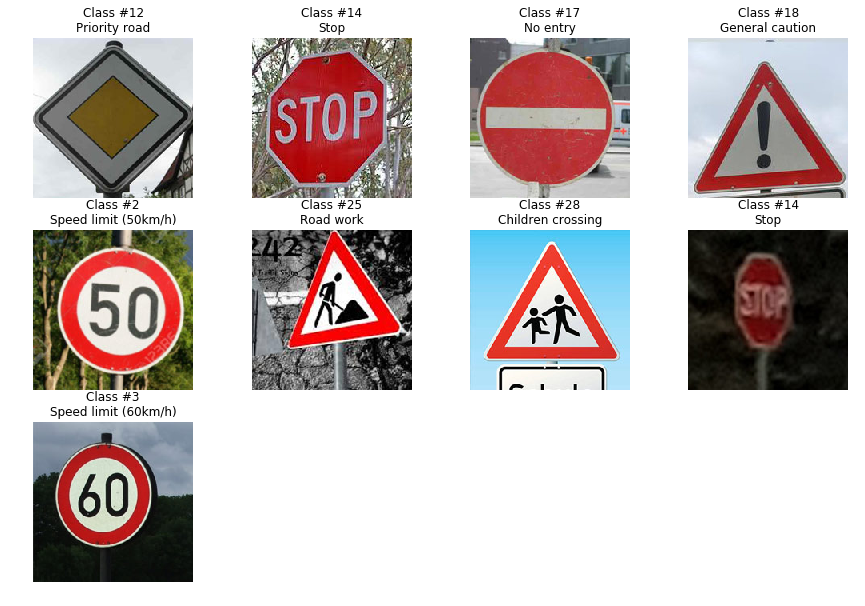 Class #12
Priority road
Class #14
Stop
Class #17
No entry
Class #18
General caution
STOP
Class #2
Speed limit (50km/h)
Class #25
Road work
Class #28
Children crossing
Class #14
Stop
50
242
STOP
Class #3
Speed limit (60km/h)
60